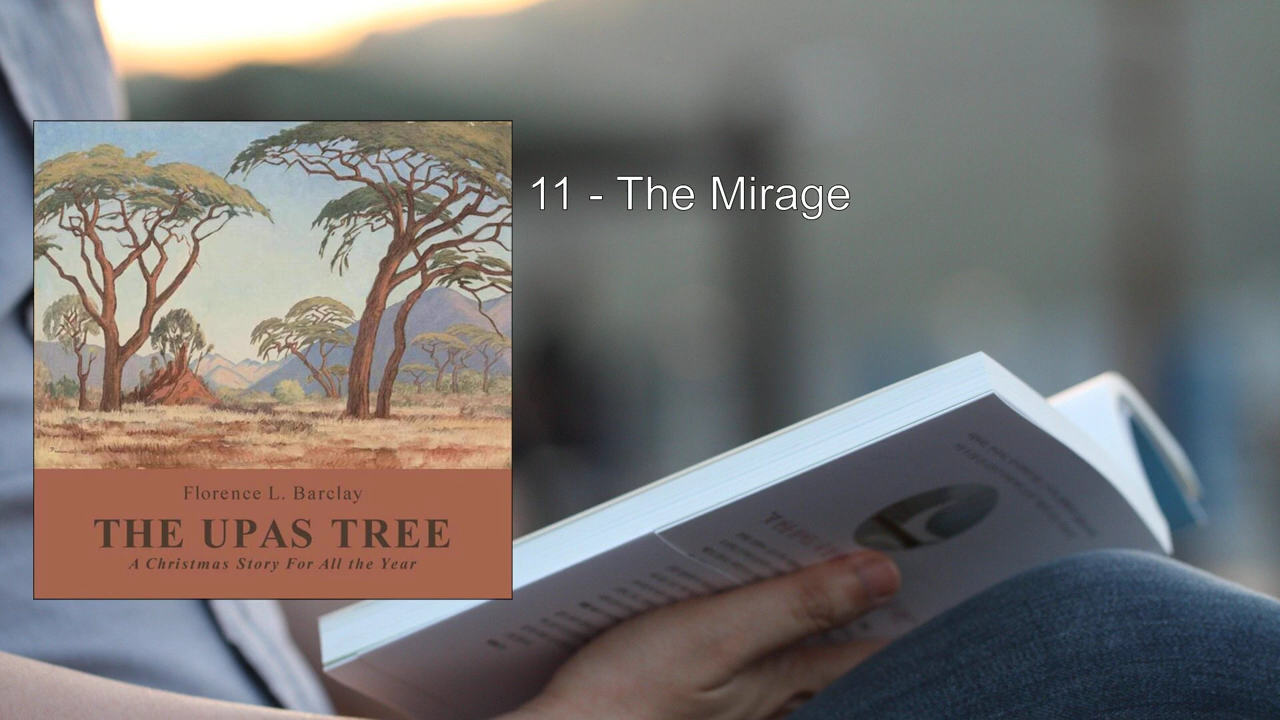 11 - The Mirage
Florence L. Barclay
THE UPAS TREE
A Christmas Story For All the Year